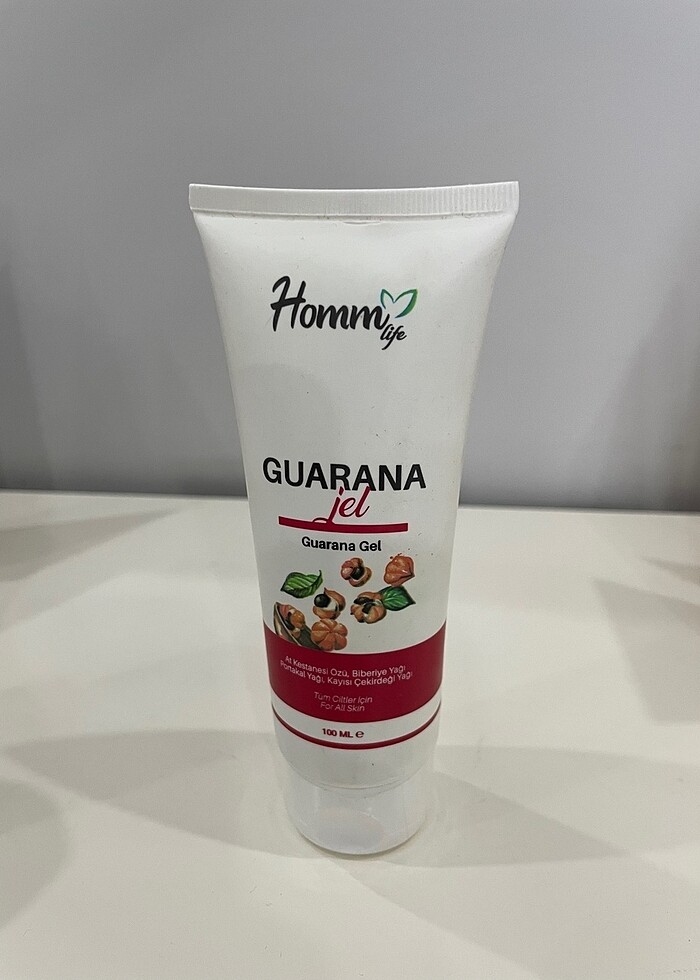 Homm
life
GUARANA
jel
Guarana Gel
At Kestanesi Özü, Biberiye Yağı
Portakal Yağı, Kayısı Çekirdeği Yağı
Tüm Ciltler İçin
For All Skin
100 ML ℮